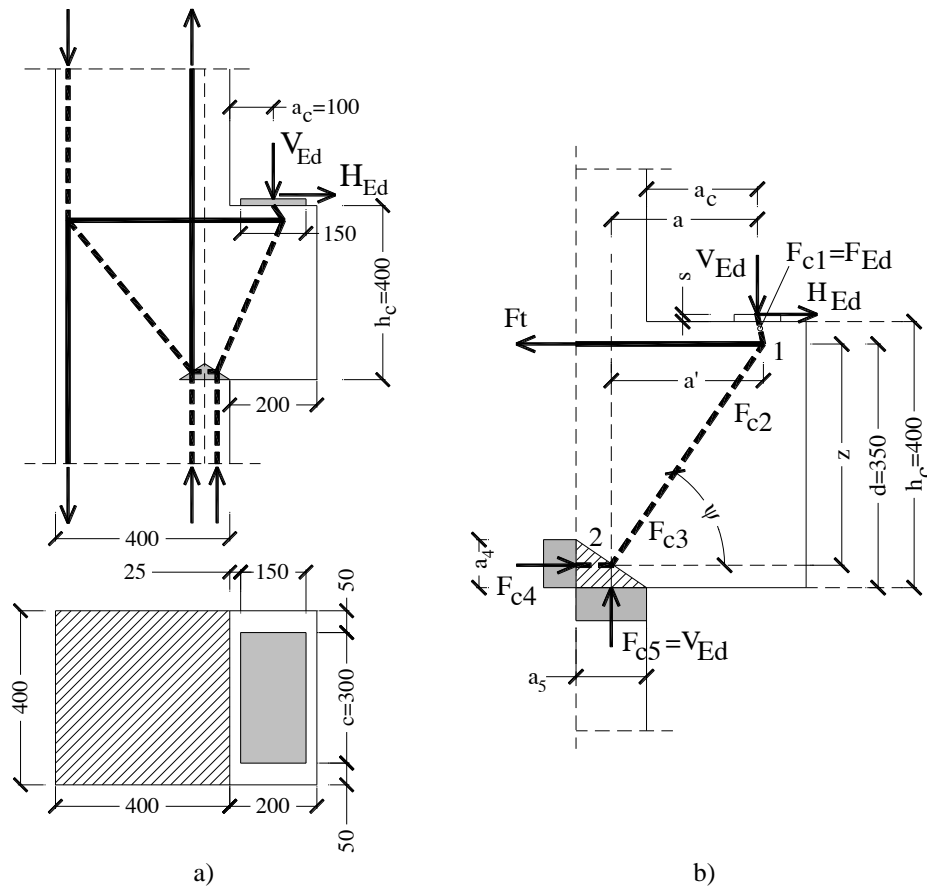 a_c=100
V_Ed
H_Ed
150
h_c=400
200
400
25
150
50
400
c=300
400
200
50
a)
a_c
a
V_Ed
F_c1=F_Ed
s
H_Ed
Ft
1
a'
F_c2
z
d=350
h_c=400
ψ
2
F_c3
a_4
F_c4
F_c5=V_Ed
a_5
b)